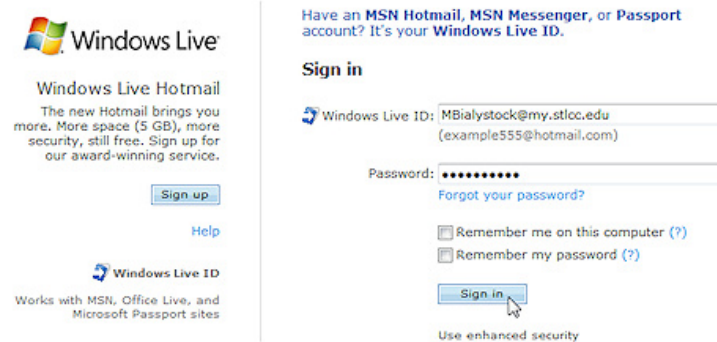 Windows Live
Windows Live Hotmail
The new Hotmail brings you
more. More space (5 GB), more
security, still free. Sign up for
our award-winning service.
Sign up
Help
Windows Live ID
Works with MSN, Office Live, and
Microsoft Passport sites
Have an MSN Hotmail, MSN Messenger, or Passport
account? It's your Windows Live ID.
Sign in
Windows Live ID: MBialystock@my.stlcc.edu
(example555@hotmail.com)
Password: ●●●●●●●●●●
Forgot your password?
Remember me on this computer (?)
Remember my password (?)
Sign in
Use enhanced security